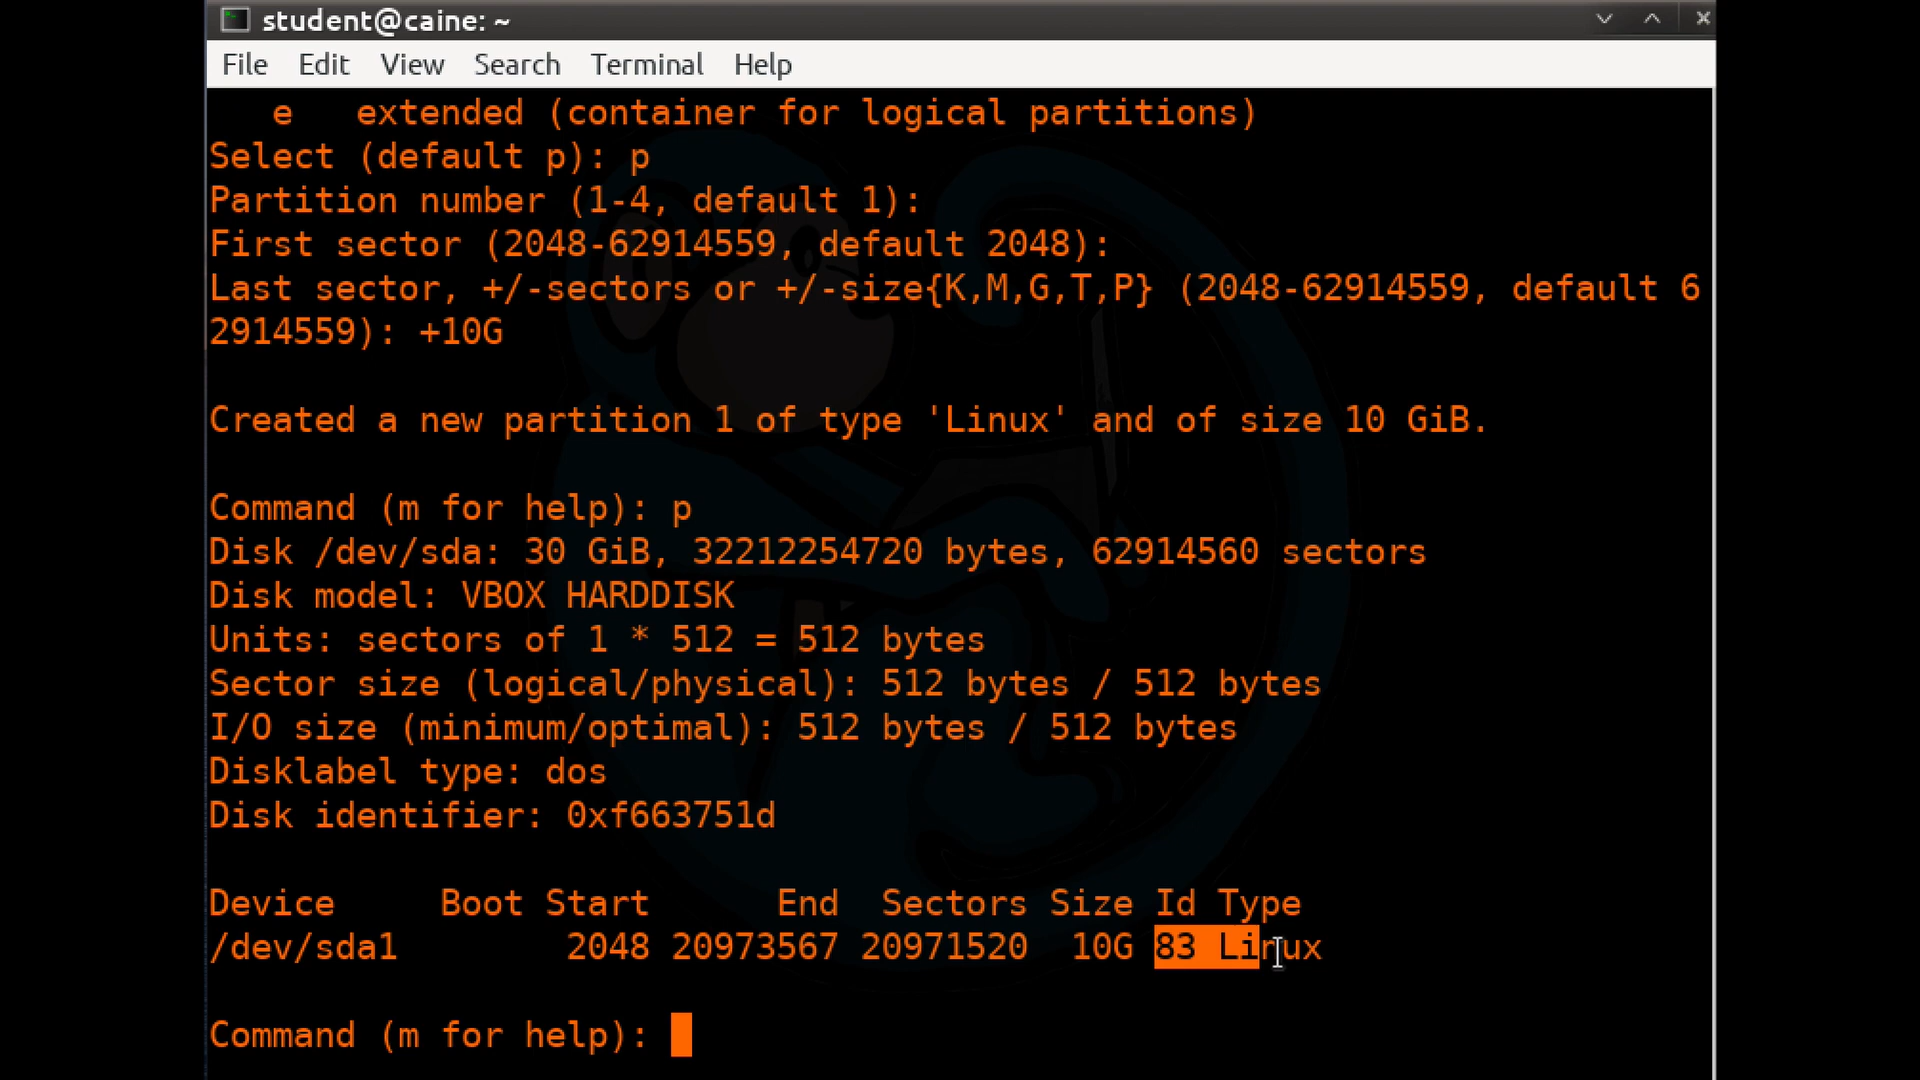 student@caine: ~
File Edit View Search Terminal Help
e extended (container for logical partitions)
Select (default p): p
Partition number (1-4, default 1):
First sector (2048-62914559, default 2048):
Last sector, +/-sectors or +/-size{K,M,G,T,P} (2048-62914559, default 6
2914559): +10G
Created a new partition 1 of type 'Linux' and of size 10 GiB.
Command (m for help): p
Disk /dev/sda: 30 GiB, 32212254720 bytes, 62914560 sectors
Disk model: VBOX HARDDISK
Units: sectors of 1 * 512 = 512 bytes
Sector size (logical/physical): 512 bytes / 512 bytes
I/O size (minimum/optimal): 512 bytes / 512 bytes
Disklabel type: dos
Disk identifier: 0xf663751d
Device Boot Start End Sectors Size Id Type
/dev/sda1 2048 20973567 20971520 10G 83 Linux
Command (m for help):